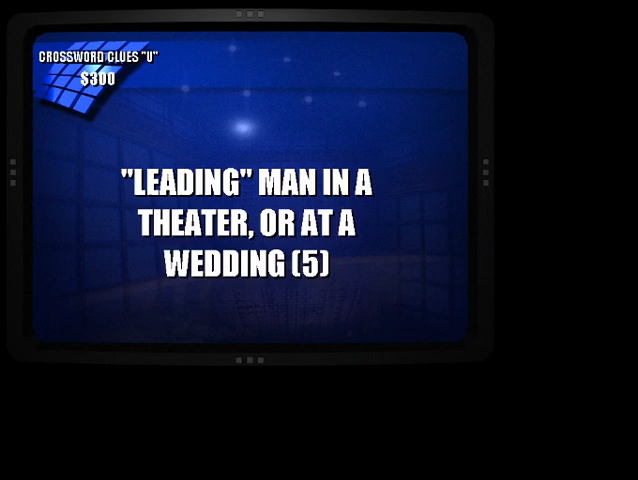 CROSSWORD CLUES "U"
$300
"LEADING" MAN IN A
THEATER, OR AT A
WEDDING (5)